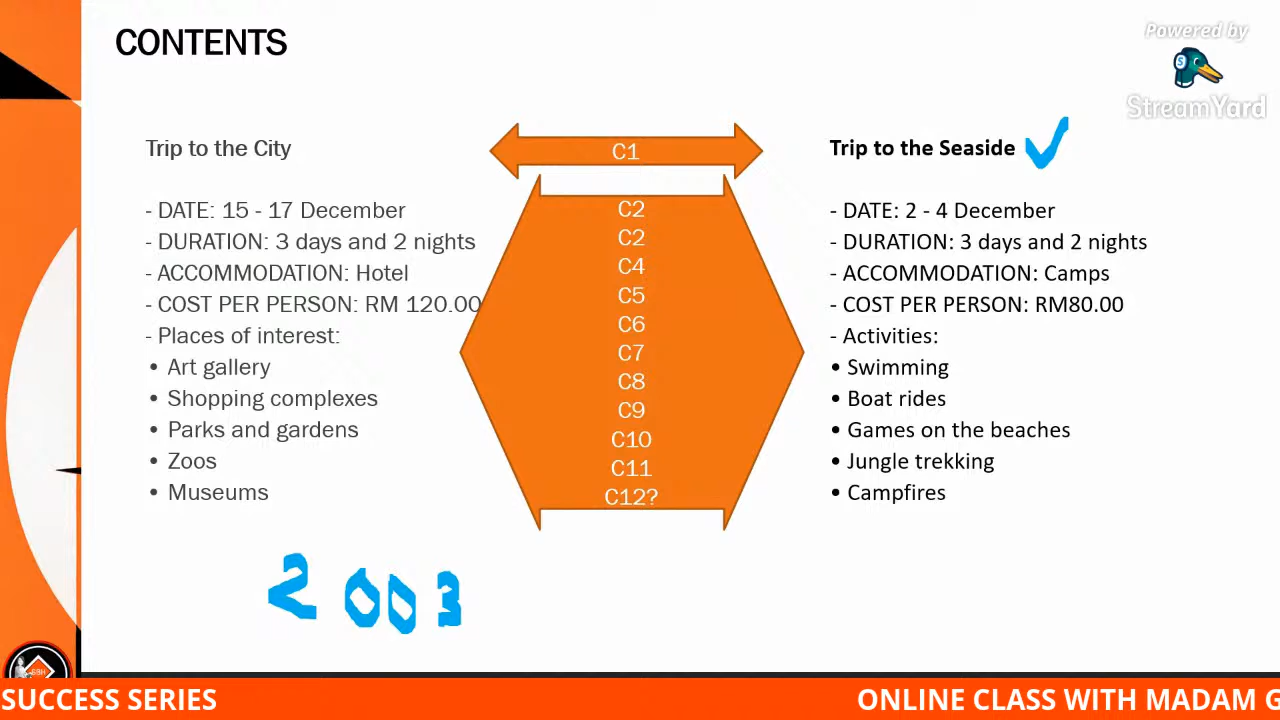 CONTENTS
Powered by
StreamYard
Trip to the City
- DATE: 15 - 17 December
- DURATION: 3 days and 2 nights
- ACCOMMODATION: Hotel
- COST PER PERSON: RM 120.00
- Places of interest:
• Art gallery
• Shopping complexes
• Parks and gardens
• Zoos
• Museums
C1
C2
C2
C4
C5
C6
C7
C8
C9
C10
C11
C12?
Trip to the Seaside
- DATE: 2 - 4 December
- DURATION: 3 days and 2 nights
- ACCOMMODATION: Camps
- COST PER PERSON: RM80.00
- Activities:
• Swimming
• Boat rides
• Games on the beaches
• Jungle trekking
• Campfires
2003
SUCCESS SERIES
ONLINE CLASS WITH MADAM G